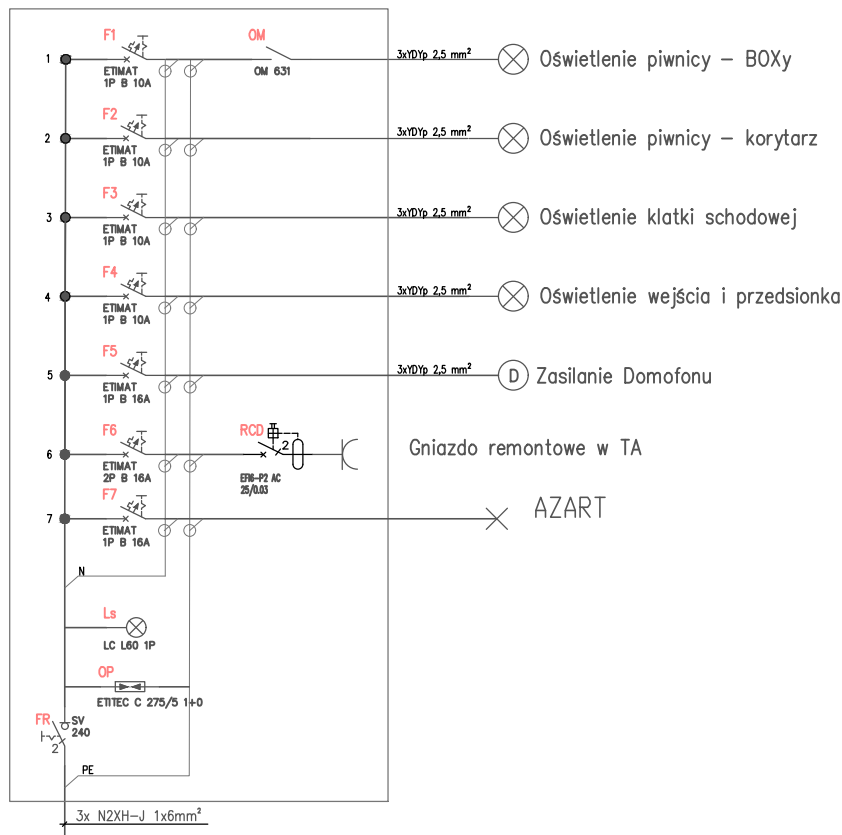 F1
OM
1
ETIMAT
1P B 10A
OM 631
3xYDYp 2,5 mm²
Oświetlenie piwnicy – BOXy
F2
2
ETIMAT
1P B 10A
3xYDYp 2,5 mm²
Oświetlenie piwnicy – korytarz
F3
3
ETIMAT
1P B 10A
3xYDYp 2,5 mm²
Oświetlenie klatki schodowej
F4
4
ETIMAT
1P B 10A
3xYDYp 2,5 mm²
Oświetlenie wejścia i przedsionka
F5
5
ETIMAT
1P B 16A
3xYDYp 2,5 mm²
D
Zasilanie Domofonu
F6
RCD
2
6
ETIMAT
2P B 16A
EFI6-P2 AC
25/0.03
Gniazdo remontowe w TA
F7
7
ETIMAT
1P B 16A
AZART
N
Ls
LC L60 1P
OP
ETITEC C 275/5 1+0
FR
SV
240
2
PE
3x N2XH-J 1x6mm²